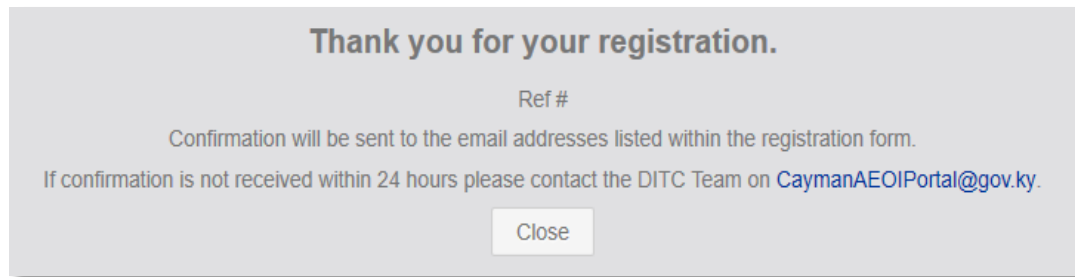 Thank you for your registration.
Ref #
Confirmation will be sent to the email addresses listed within the registration form.
If confirmation is not received within 24 hours please contact the DITC Team on CaymanAEOIPortal@gov.ky.
Close